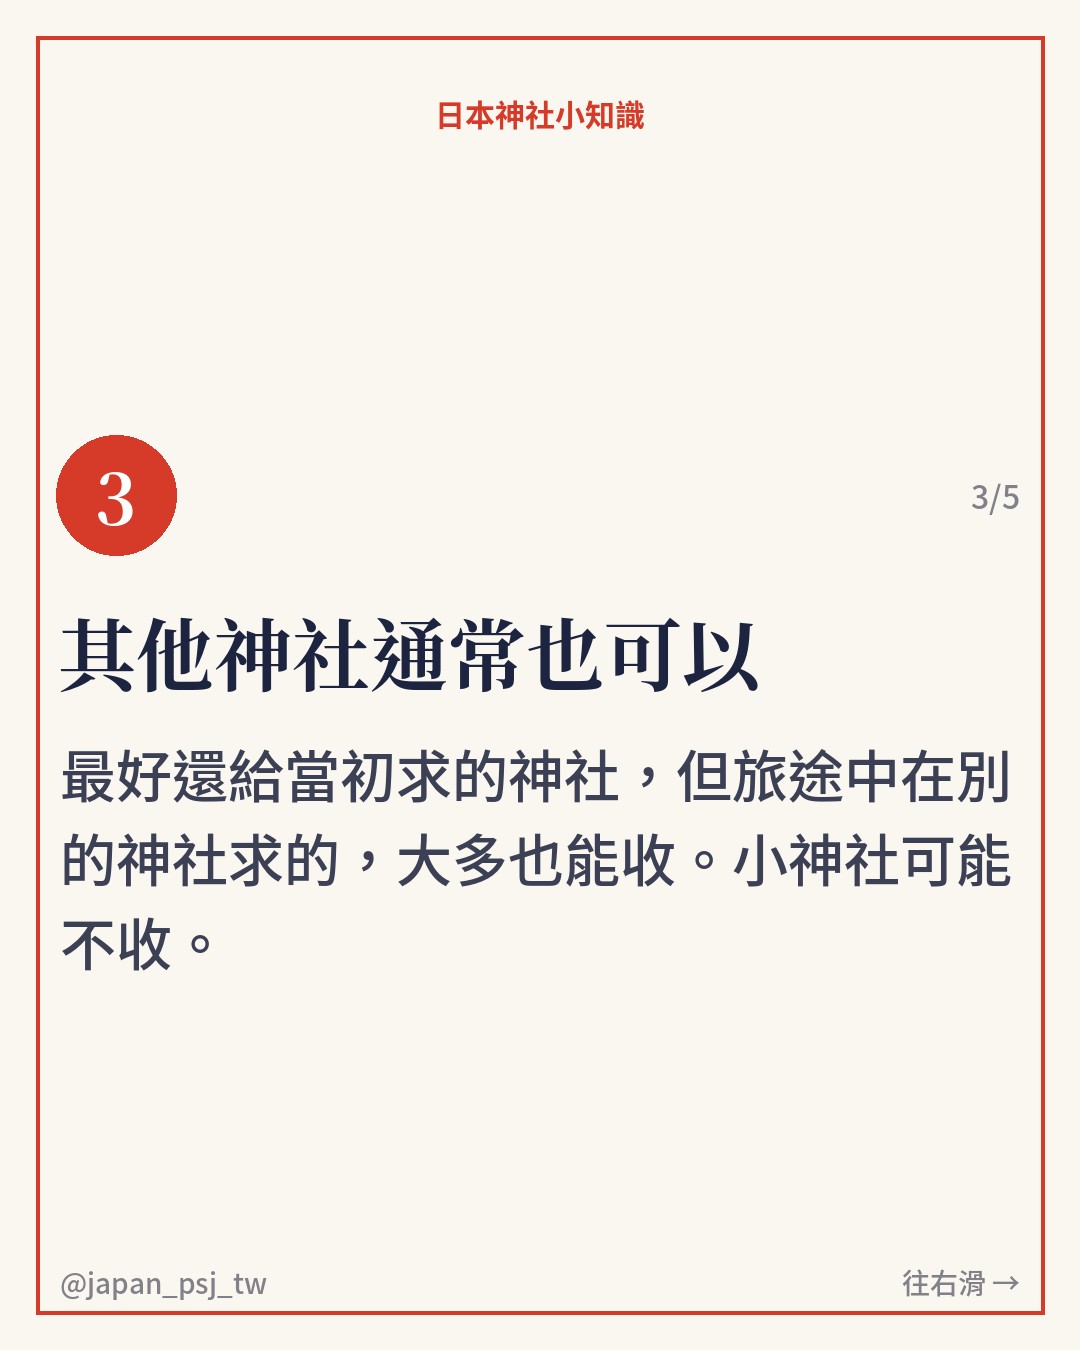 日本神社小知識
3
3/5
其他神社通常也可以
最好還給當初求的神社，但旅途中在別
的神社求的，大多也能收。小神社可能
不收。
@japan_psj_tw
往右滑 →